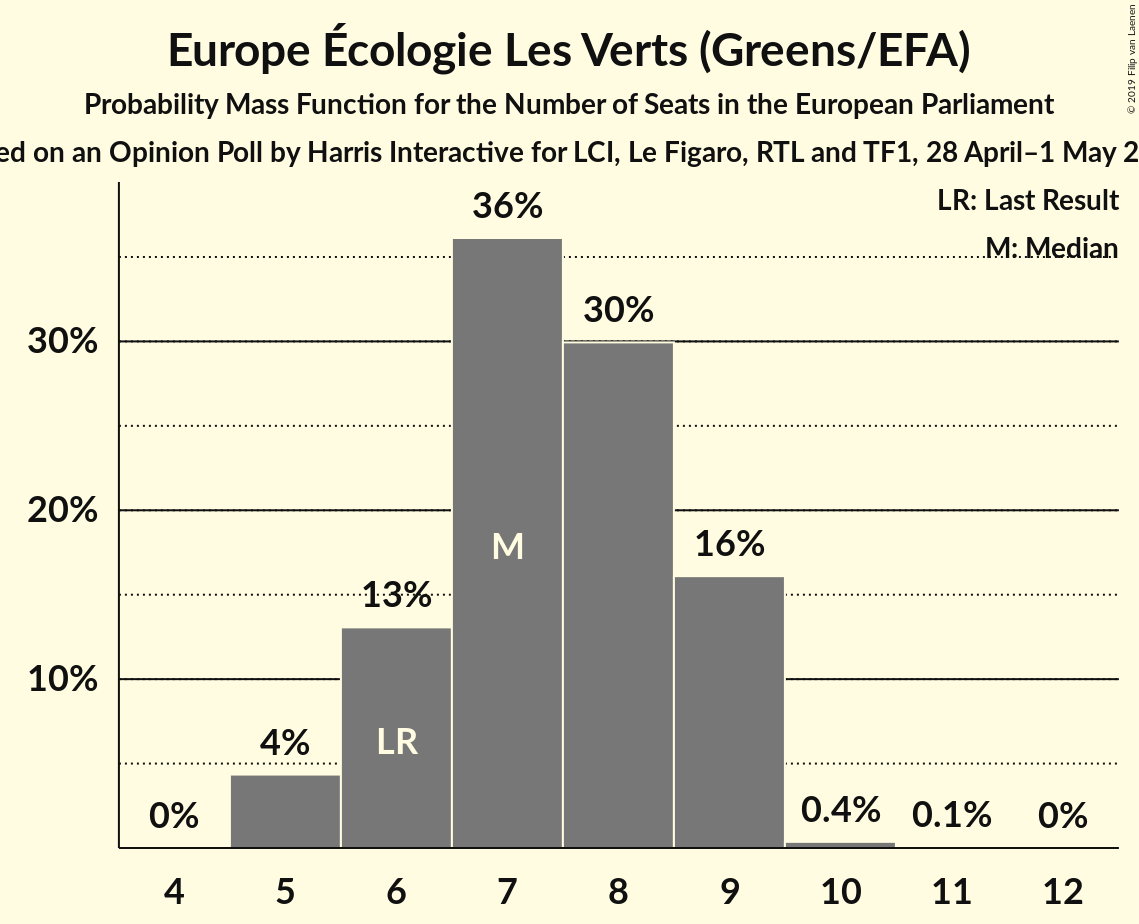 Europe Écologie Les Verts (Greens/EFA)
Probability Mass Function for the Number of Seats in the European Parliament
on an Opinion Poll by Harris Interactive for LCI, Le Figaro, RTL and TF1, 28 April–1 May
© 2019 Filip van Laenen
LR: Last Result
M: Median
36%
30%
16%
13%
4%
0%
0.4%
0.1%
0%
M
LR
30%
20%
10%
4 5 6 7 8 9 10 11 12